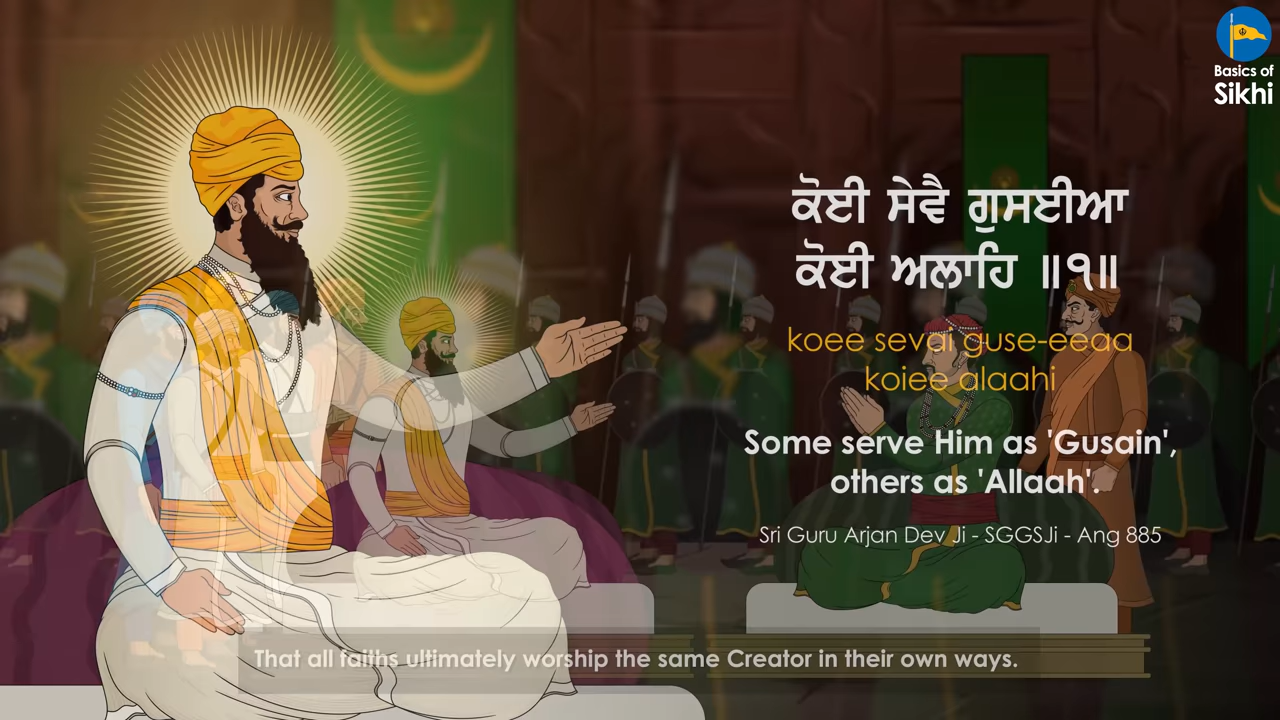 Basics of
Sikhi
ਕੋਈ ਸੇਵੈ ਗੁਸਈਆ
ਕੋਈ ਅਲਾਹਿ ॥੧॥
koee sevai guse-eeaa
koiee alaahi
Some serve Him as 'Gusain',
others as 'Allaah'.
Sri Guru Arjan Dev Ji - SGGSJi - Ang 885
That all faiths ultimately worship the same Creator in their own ways.